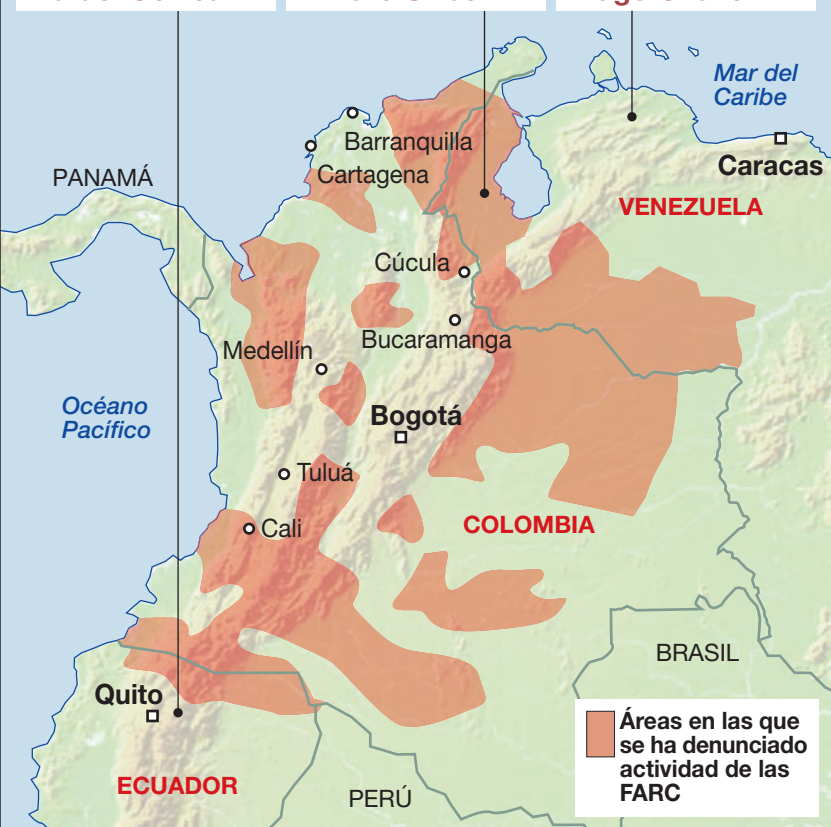 Mar del
Caribe
Barranquilla
Caracas
Cartagena
PANAMÁ
VENEZUELA
Cúcula
Bucaramanga
Medellín
Océano
Pacífico
Bogotá
Tuluá
Cali
COLOMBIA
BRASIL
Quito
ECUADOR
PERÚ
Áreas en las que
se ha denunciado
actividad de las
FARC